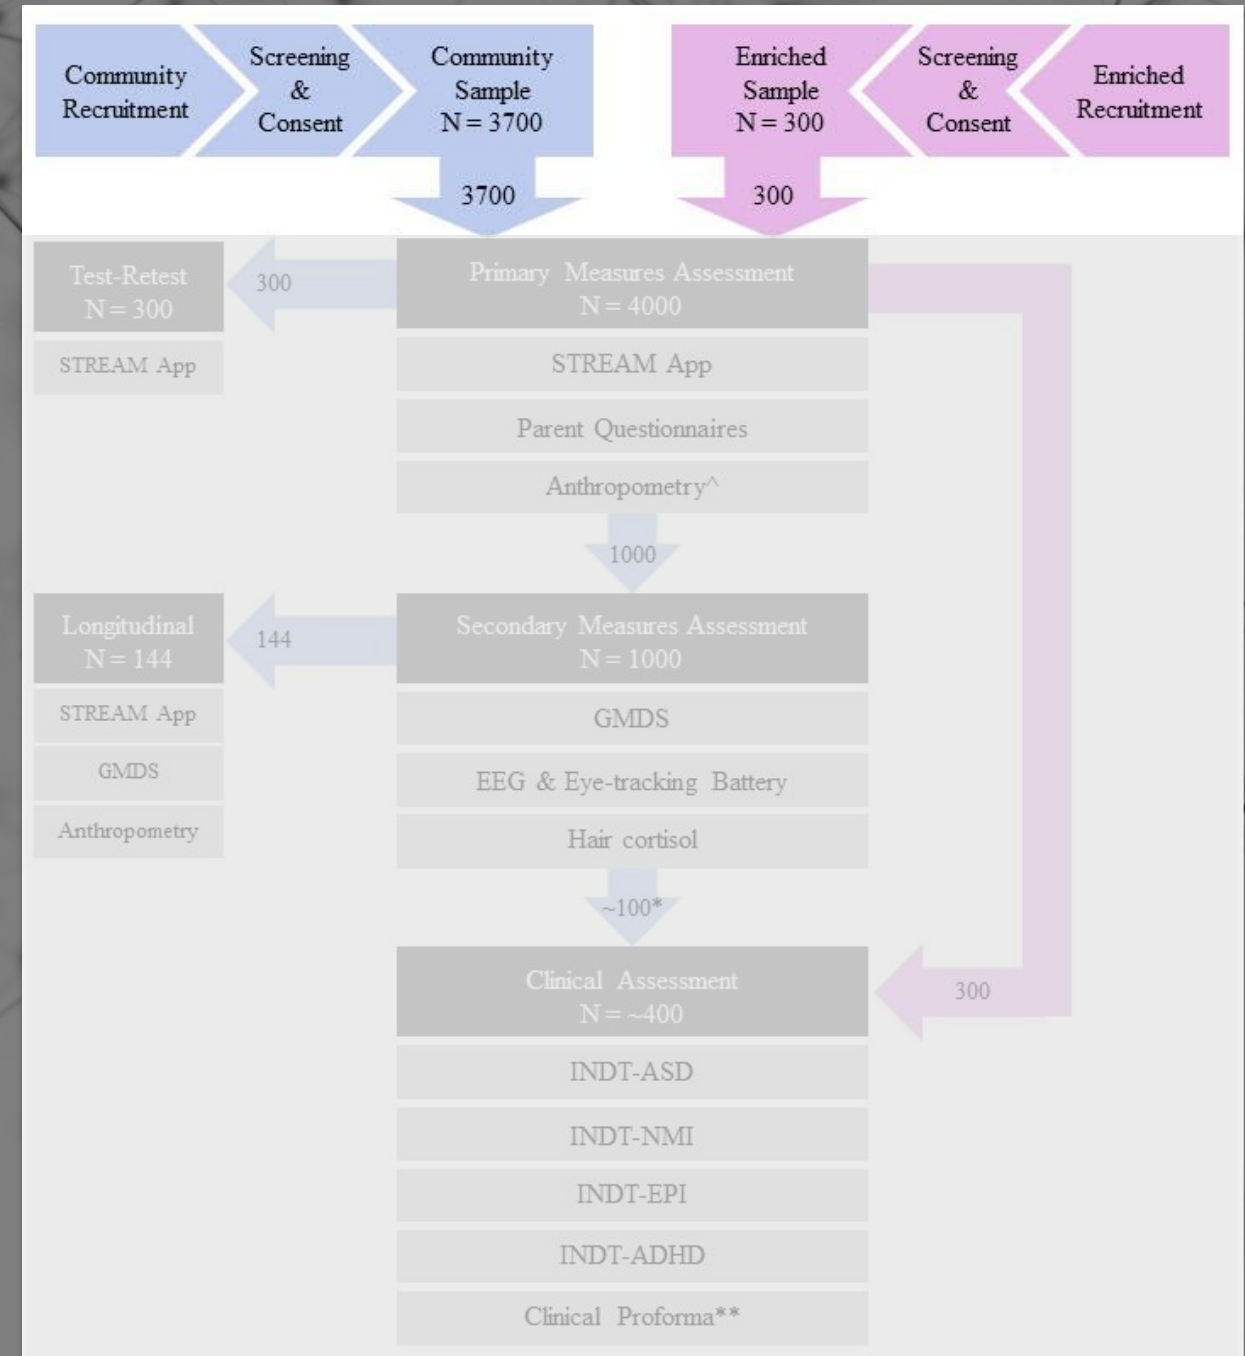 Community
Recruitment
Screening
&
Consent
Community
Sample
N = 3700
Enriched
Sample
N = 300
Screening
&
Consent
Enriched
Recruitment
3700
300
Test-Retest
N = 300
300
Primary Measures Assessment
N = 4000
STREAM App
STREAM App
Parent Questionnaires
Anthropometry^
1000
Longitudinal
N = 144
144
Secondary Measures Assessment
N = 1000
STREAM App
GMDS
GMDS
EEG & Eye-tracking Battery
Anthropometry
Hair cortisol
~100*
Clinical Assessment
N = ~400
300
INDT-ASD
INDT-NMI
INDT-EPI
INDT-ADHD
Clinical Proforma**